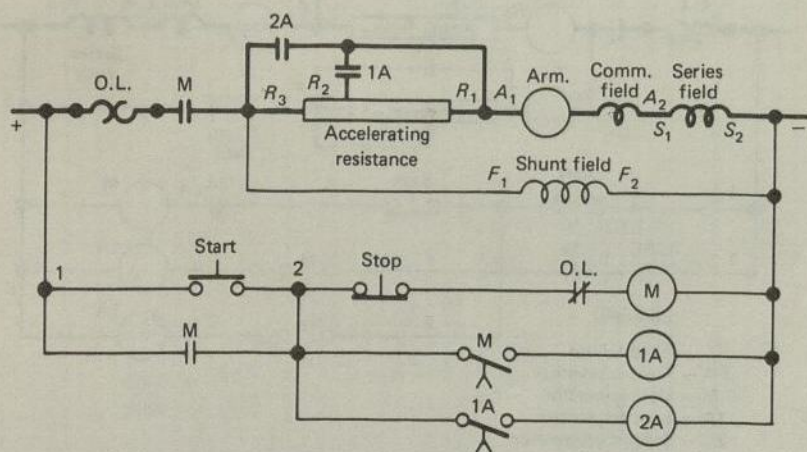 2A
1A
O.L. M R3 R2 R1 A1 Arm. Comm. field A2 Series field
+ Accelerating resistance S1 S2 −
F1 Shunt field F2
1 Start 2 Stop O.L. M
M M 1A
1A 2A